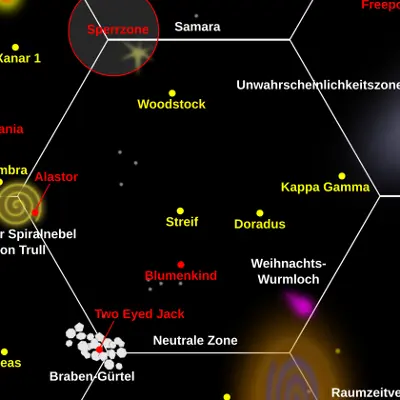 Freepo
Sperrzone
Samara
Xanar 1
Unwahrscheinlichkeitszone
Woodstock
ania
mbra
Alastor
Kappa Gamma
Streif
Doradus
r Spiralnebel
on Trull
Weihnachts-
Wurmloch
Blumenkind
Two Eyed Jack
Neutrale Zone
eas
Braben-Gürtel
Raumzeitve